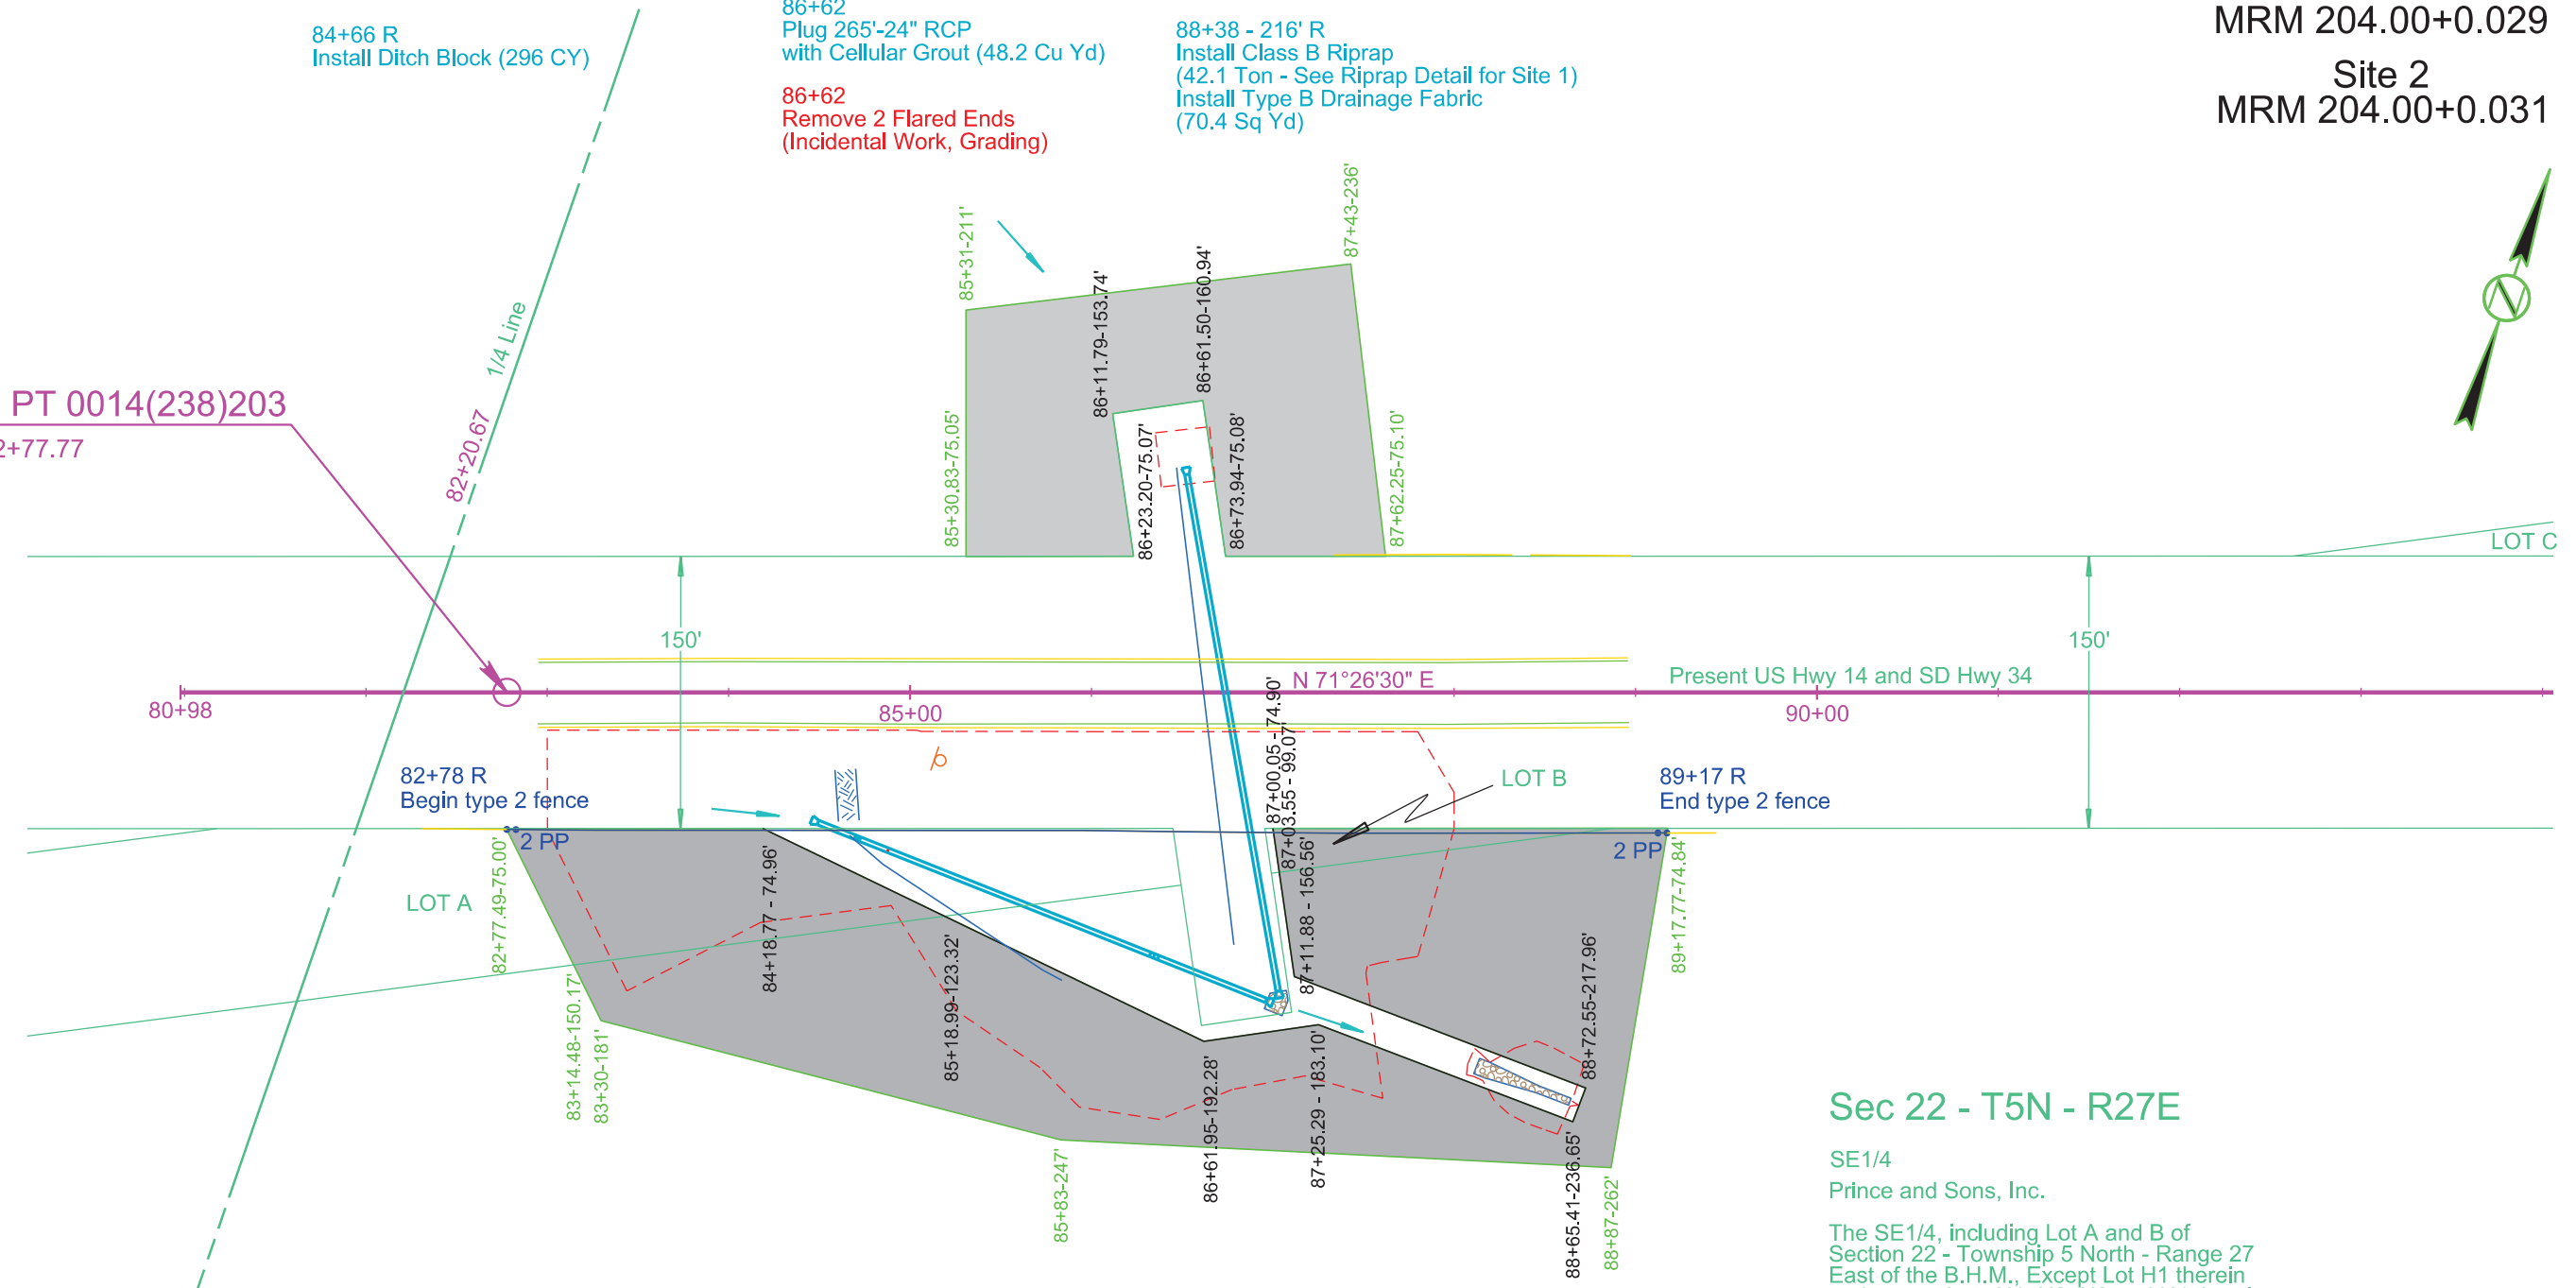 86+62
Plug 265'-24" RCP
with Cellular Grout (48.2 Cu Yd)
84+66 R
Install Ditch Block (296 CY)
88+38 - 216' R
Install Class B Riprap
(42.1 Ton - See Riprap Detail for Site 1)
Install Type B Drainage Fabric
(70.4 Sq Yd)
MRM 204.00+0.029
Site 2
MRM 204.00+0.031
86+62
Remove 2 Flared Ends
(Incidental Work, Grading)
85+31-211'
87+43-236'
86+11.79-153.74'
86+61.50-160.94'
1/4 Line
PT 0014(238)203
2+77.77
82+20.67
85+30.83-75.05'
86+23.20-75.07'
86+73.94-75.08'
87+62.25-75.10'
LOT C
150'
150'
N 71°26'30" E
Present US Hwy 14 and SD Hwy 34
80+98
85+00
90+00
87+00.05 - 74.90'
87+03.55 - 99.07'
87+11.88 - 156.56'
82+78 R
Begin type 2 fence
LOT B
89+17 R
End type 2 fence
2 PP
2 PP
LOT A
82+77.49-75.00'
84+18.77 - 74.96'
89+17.77-74.84'
83+14.48-150.17'
83+30-181'
85+18.99-123.32'
88+72.55-217.96'
86+61.95-192.28'
87+25.29 - 183.10'
85+83-247'
88+65.41-236.65'
88+87-262'
Sec 22 - T5N - R27E
SE1/4
Prince and Sons, Inc.
The SE1/4, including Lot A and B of
Section 22 - Township 5 North - Range 27
East of the B.H.M., Except Lot H1 therein